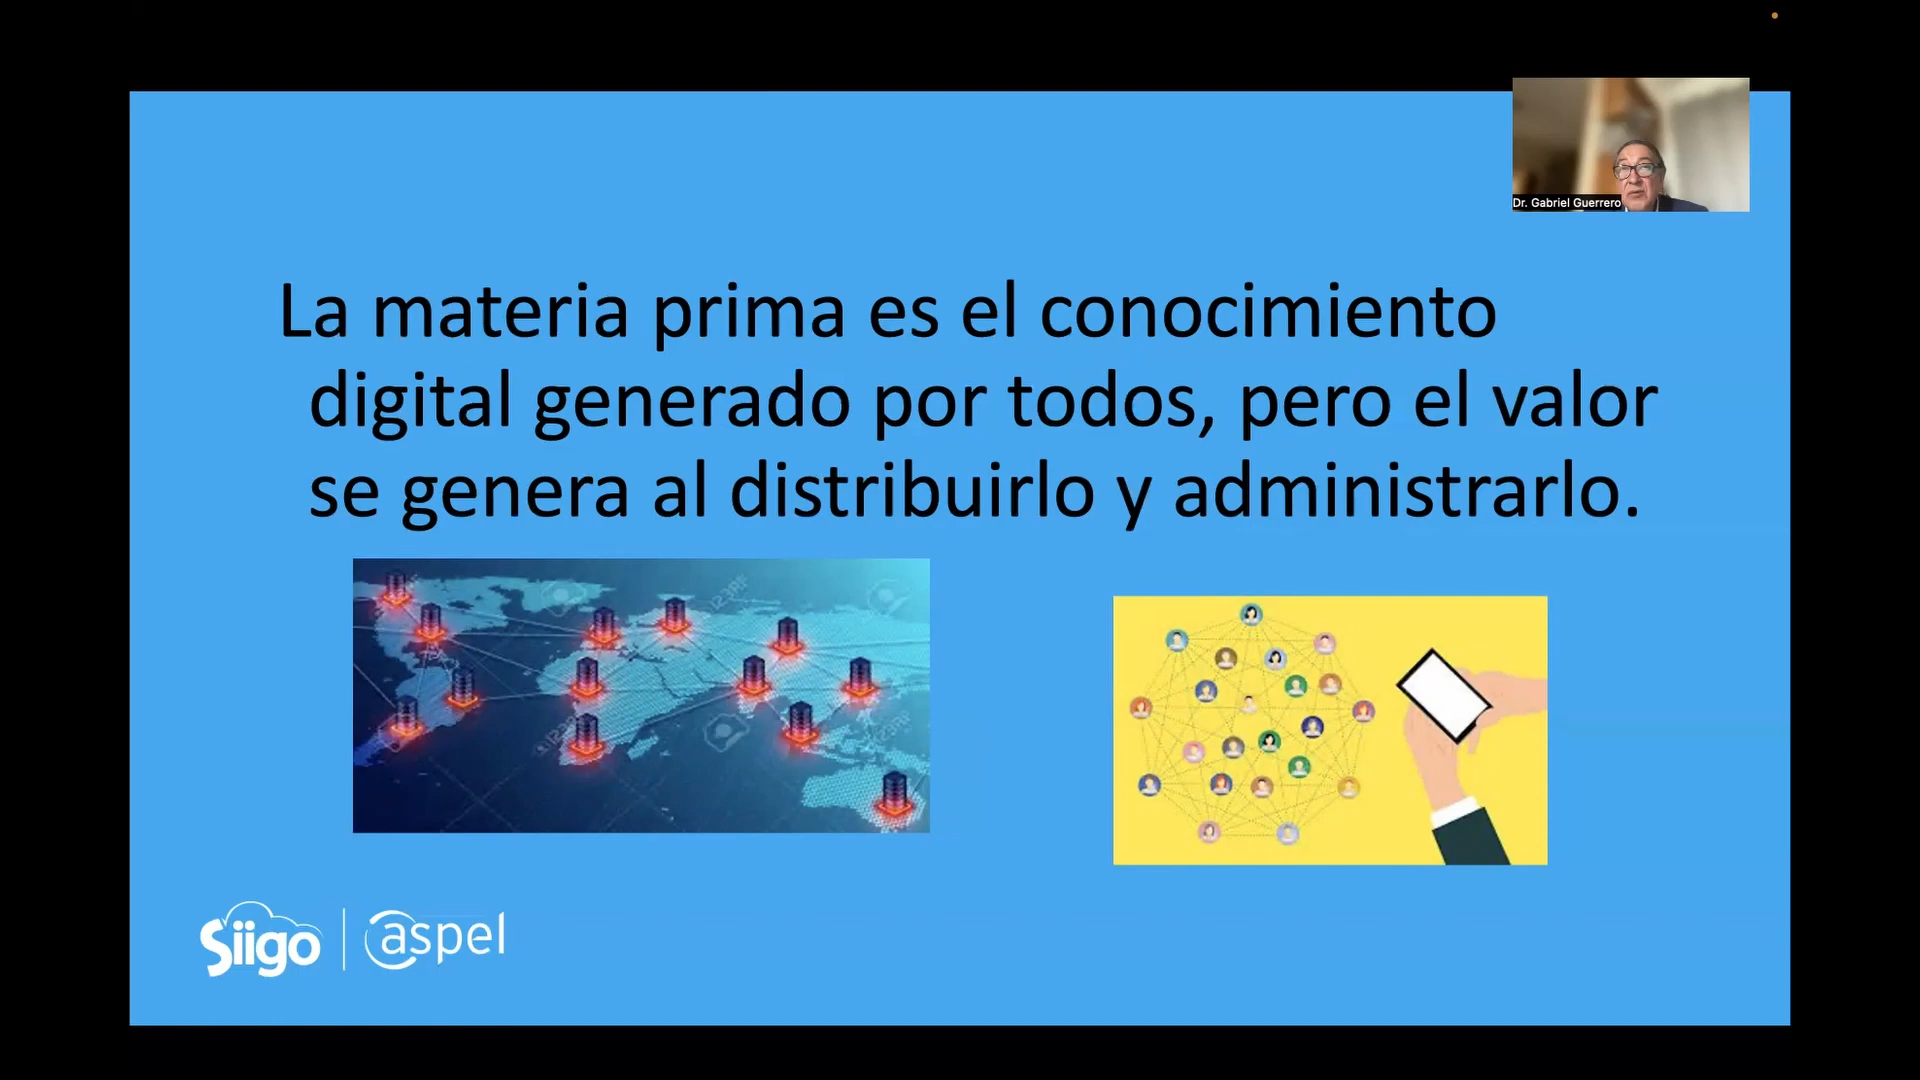 Dr. Gabriel Guerrero
La materia prima es el conocimiento
digital generado por todos, pero el valor
se genera al distribuirlo y administrarlo.
123RF
Siigo
aspel